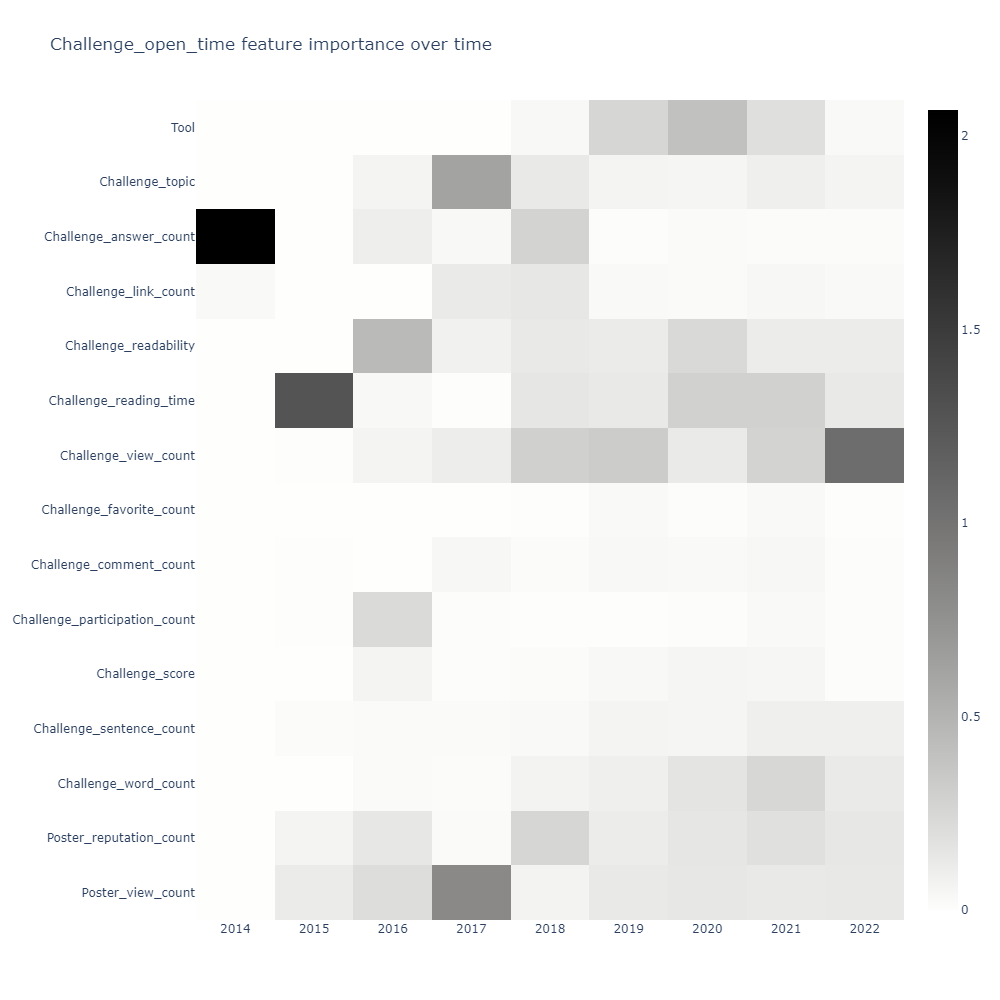 Challenge_open_time feature importance over time
Tool
Challenge_topic
Challenge_answer_count
Challenge_link_count
Challenge_readability
Challenge_reading_time
Challenge_view_count
Challenge_favorite_count
Challenge_comment_count
Challenge_participation_count
Challenge_score
Challenge_sentence_count
Challenge_word_count
Poster_reputation_count
Poster_view_count
2014 2015 2016 2017 2018 2019 2020 2021 2022
2
1.5
1
0.5
0